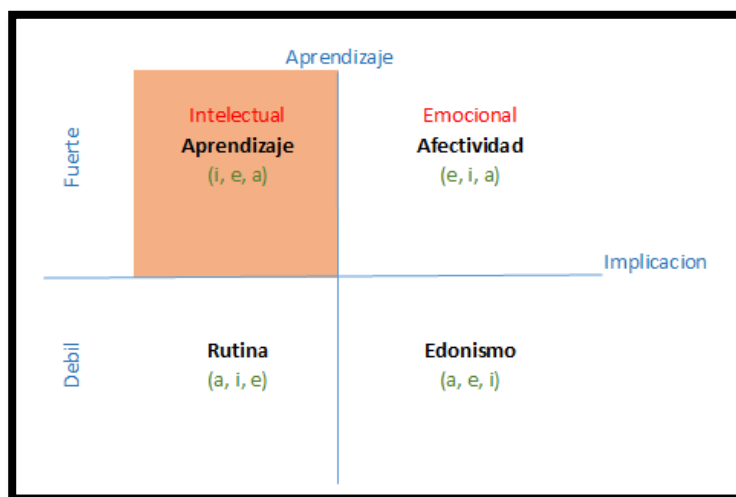 Aprendizaje
Fuerte
Intelectual
Aprendizaje
(i, e, a)
Emocional
Afectividad
(e, i, a)
Implicacion
Debil
Rutina
(a, i, e)
Edonismo
(a, e, i)